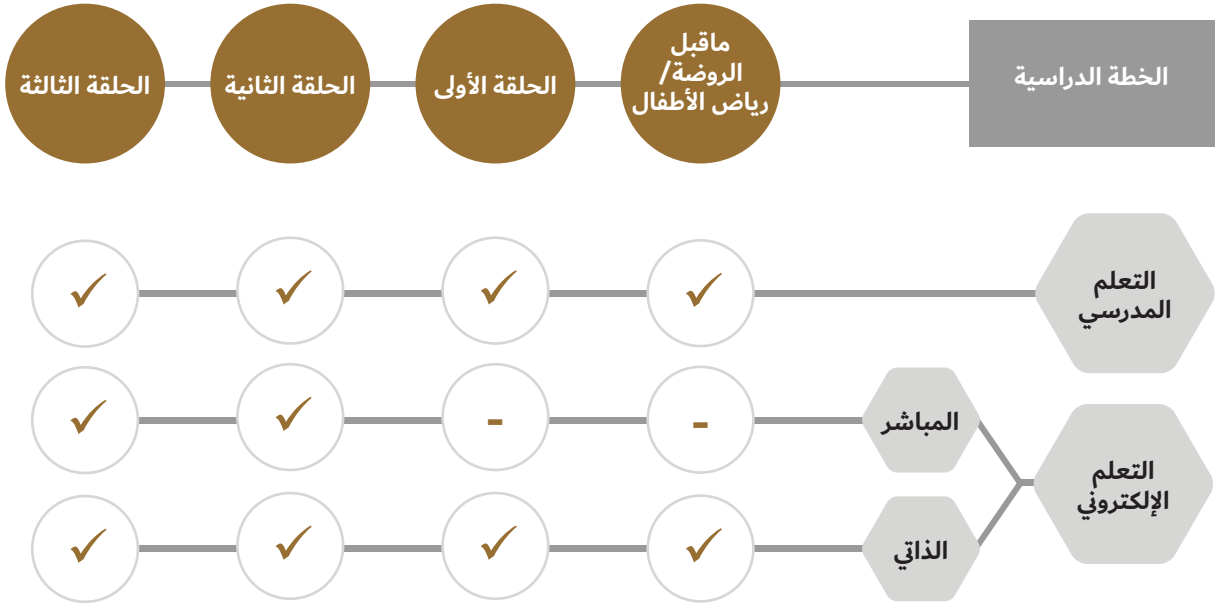 الخطة الدراسية
ماقبل
الروضة/
رياض الأطفال
الحلقة الأولى
الحلقة الثانية
الحلقة الثالثة
التعلم
المدرسي
✓ ✓ ✓ ✓
التعلم
الإلكتروني
المباشر
- - ✓ ✓
الذاتي
✓ ✓ ✓ ✓